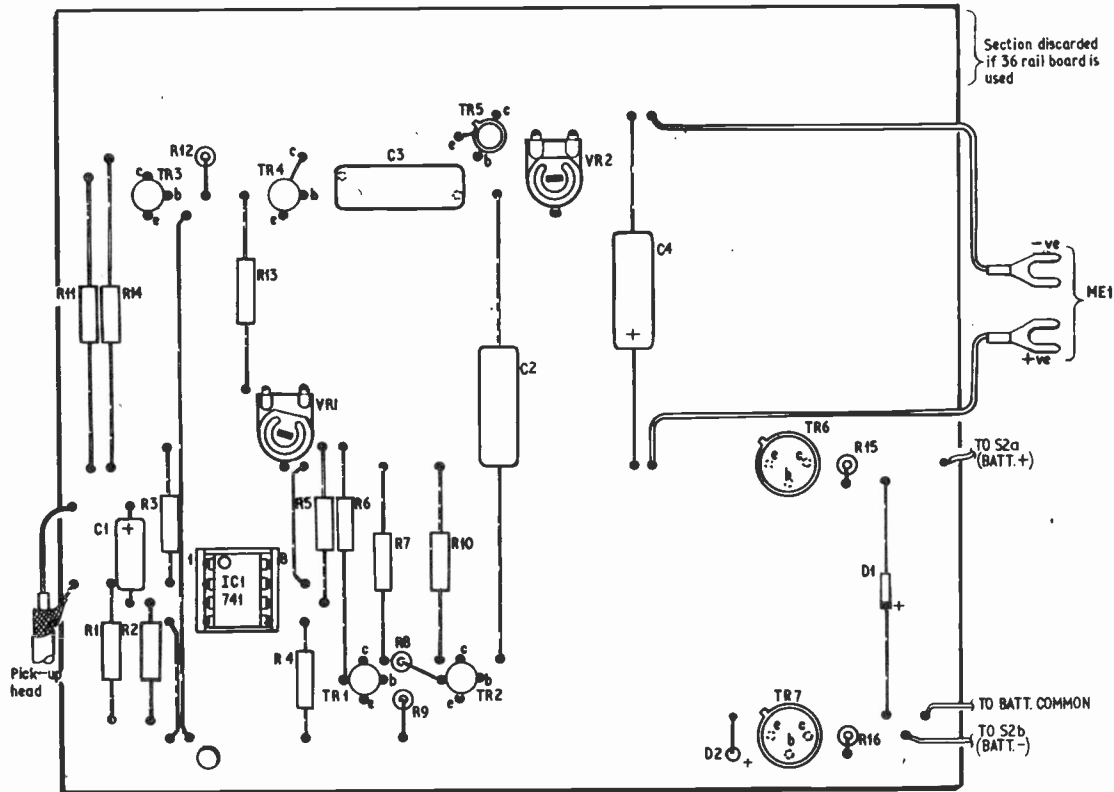 Section discarded
if 36 rail board is
used
TR5
c
e
b
R12
C3
VR2
c
TR3
b
e
c
TR4
b
e
-ve
C4
R13
ME1
R11
R14
+
+ve
C2
VR1
TR6
e
c
b
R15
TO S2a
(BATT.+)
R3
R5
R6
C1
+
R7
R10
1
8
IC1
741
D1
+
R1
R2
Pick-up
head
R4
c
R8
c
TR1
b
b
TR2
e
e
R9
TR7
e
c
b
TO BATT. COMMON
TO S2b
(BATT.-)
D2
+
R16